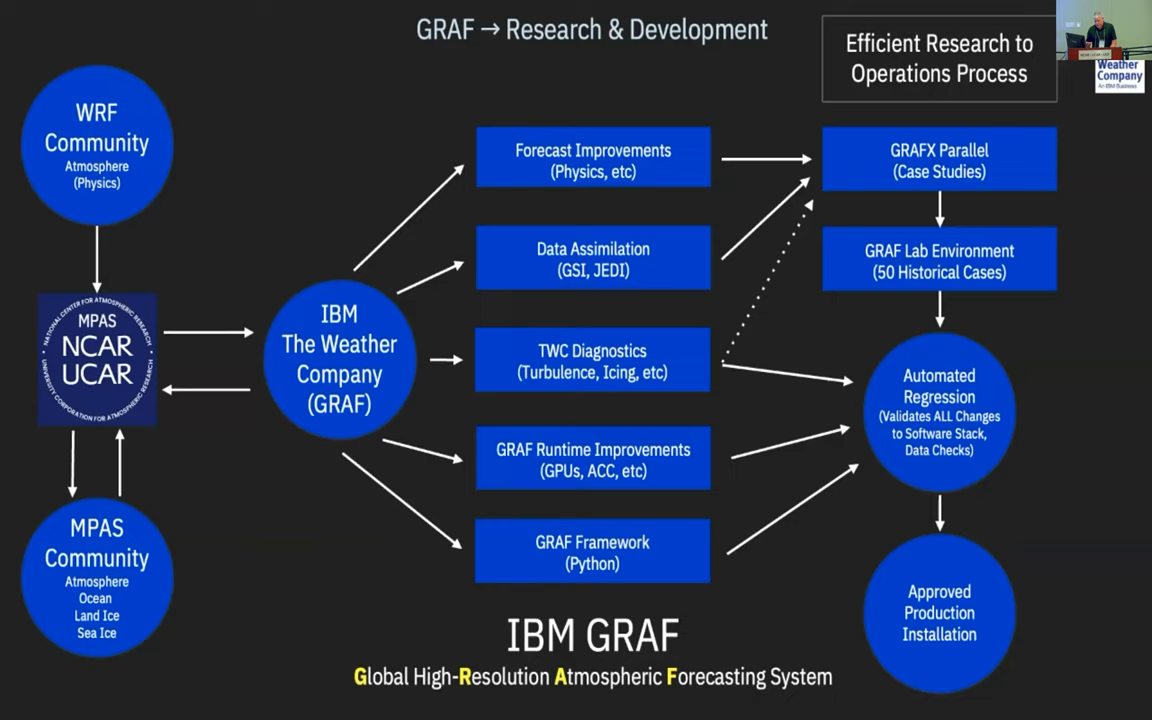 GRAF → Research & Development
Efficient Research to
Operations Process
Weather
Company
An IBM Business
WRF
Community
Atmosphere
(Physics)
NATIONAL CENTER FOR ATMOSPHERIC RESEARCH
MPAS
NCAR
UCAR
UNIVERSITY CORPORATION FOR ATMOSPHERIC RESEARCH
MPAS
Community
Atmosphere
Ocean
Land Ice
Sea Ice
IBM
The Weather
Company
(GRAF)
Forecast Improvements
(Physics, etc)
Data Assimilation
(GSI, JEDI)
TWC Diagnostics
(Turbulence, Icing, etc)
GRAF Runtime Improvements
(GPUs, ACC, etc)
GRAF Framework
(Python)
GRAFX Parallel
(Case Studies)
GRAF Lab Environment
(50 Historical Cases)
Automated
Regression
(Validates ALL Changes
to Software Stack,
Data Checks)
Approved
Production
Installation
IBM GRAF
Global High-Resolution Atmospheric Forecasting System